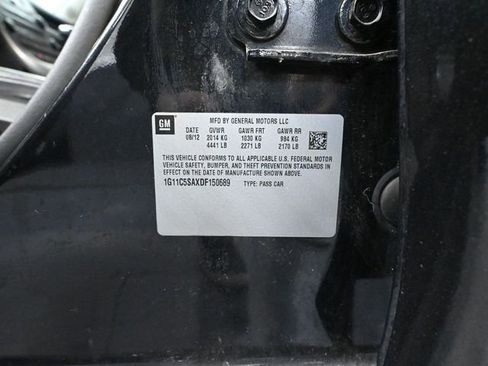 GM
MFD BY GENERAL MOTORS LLC
DATE GVWR GAWR FRT GAWR RR
08/12 2014 KG 1030 KG 984 KG
4441 LB 2271 LB 2170 LB
THIS VEHICLE CONFORMS TO ALL APPLICABLE U.S. FEDERAL MOTOR
VEHICLE SAFETY, BUMPER, AND THEFT PREVENTION STANDARDS IN
EFFECT ON THE DATE OF MANUFACTURE SHOWN ABOVE.
1G11C5SAXDF150689 TYPE: PASS CAR